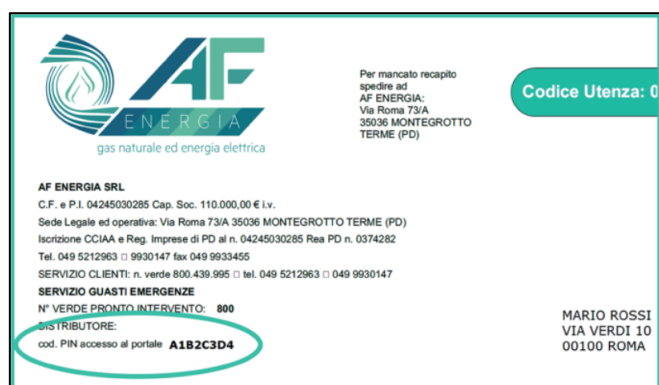 AF
ENERGIA
gas naturale ed energia elettrica
Per mancato recapito
spedire ad
AF ENERGIA:
Via Roma 73/A
35036 MONTEGROTTO
TERME (PD)
Codice Utenza: 0
AF ENERGIA SRL
C.F. e P.I. 04245030285 Cap. Soc. 110.000,00 € i.v.
Sede Legale ed operativa: Via Roma 73/A 35036 MONTEGROTTO TERME (PD)
Iscrizione CCIAA e Reg. Imprese di PD al n. 04245030285 Rea PD n. 0374282
Tel. 049 5212963 □ 9930147 fax 049 9933455
SERVIZIO CLIENTI: n. verde 800.439.995 □ tel. 049 5212963 □ 049 9930147
SERVIZIO GUASTI EMERGENZE
N° VERDE PRONTO INTERVENTO: 800
DISTRIBUTORE:
cod. PIN accesso al portale A1B2C3D4
MARIO ROSSI
VIA VERDI 10
00100 ROMA